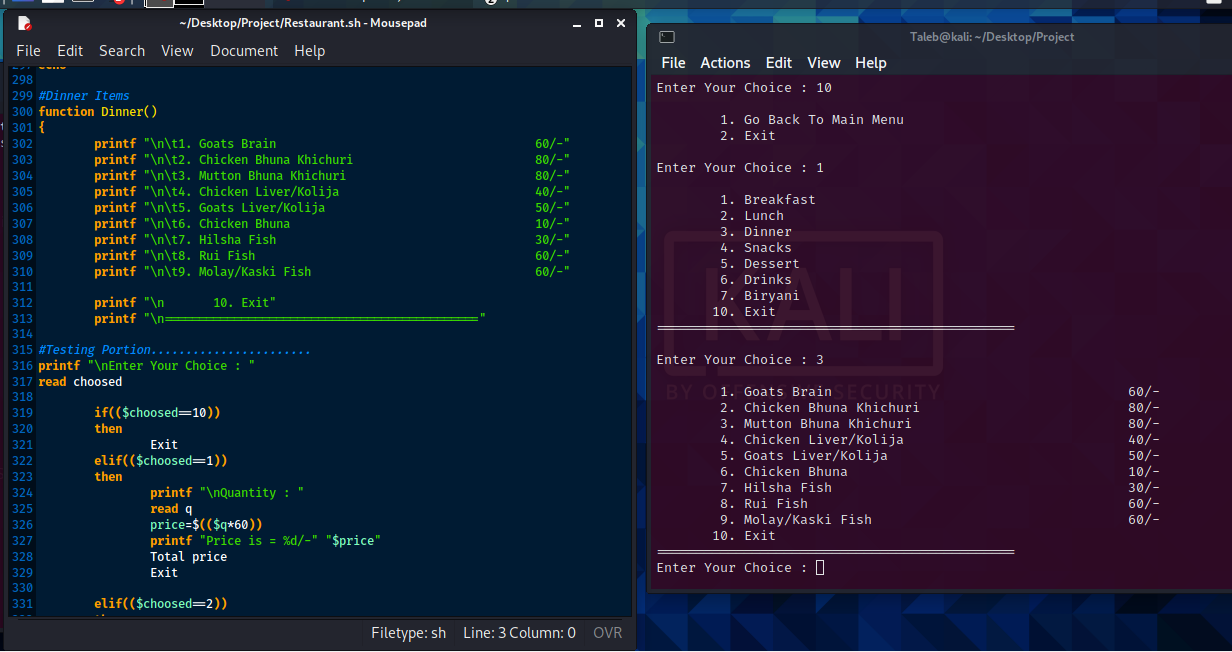 ~/Desktop/Project/Restaurant.sh - Mousepad
File Edit Search View Document Help
298
299 #Dinner Items
300 function Dinner()
301 {
302 printf "\n\t1. Goats Brain 60/-"
303 printf "\n\t2. Chicken Bhuna Khichuri 80/-"
304 printf "\n\t3. Mutton Bhuna Khichuri 80/-"
305 printf "\n\t4. Chicken Liver/Kolija 40/-"
306 printf "\n\t5. Goats Liver/Kolija 50/-"
307 printf "\n\t6. Chicken Bhuna 10/-"
308 printf "\n\t7. Hilsha Fish 30/-"
309 printf "\n\t8. Rui Fish 60/-"
310 printf "\n\t9. Molay/Kaski Fish 60/-"
311
312 printf "\n 10. Exit"
313 printf "\n============================================="
314
315 #Testing Portion.......................
316 printf "\nEnter Your Choice : "
317 read choosed
318
319 if(($choosed==10))
320 then
321 Exit
322 elif(($choosed==1))
323 then
324 printf "\nQuantity : "
325 read q
326 price=$(($q*60))
327 printf "Price is = %d/-" "$price"
328 Total price
329 Exit
330
331 elif(($choosed==2))
Filetype: sh Line: 3 Column: 0 OVR
Taleb@kali: ~/Desktop/Project
File Actions Edit View Help
Enter Your Choice : 10
1. Go Back To Main Menu
2. Exit
Enter Your Choice : 1
1. Breakfast
2. Lunch
3. Dinner
4. Snacks
5. Dessert
6. Drinks
7. Biryani
10. Exit
=============================================
Enter Your Choice : 3
1. Goats Brain 60/-
2. Chicken Bhuna Khichuri 80/-
3. Mutton Bhuna Khichuri 80/-
4. Chicken Liver/Kolija 40/-
5. Goats Liver/Kolija 50/-
6. Chicken Bhuna 10/-
7. Hilsha Fish 30/-
8. Rui Fish 60/-
9. Molay/Kaski Fish 60/-
10. Exit
=============================================
Enter Your Choice :
KALI
BY OFFENSIVE SECURITY